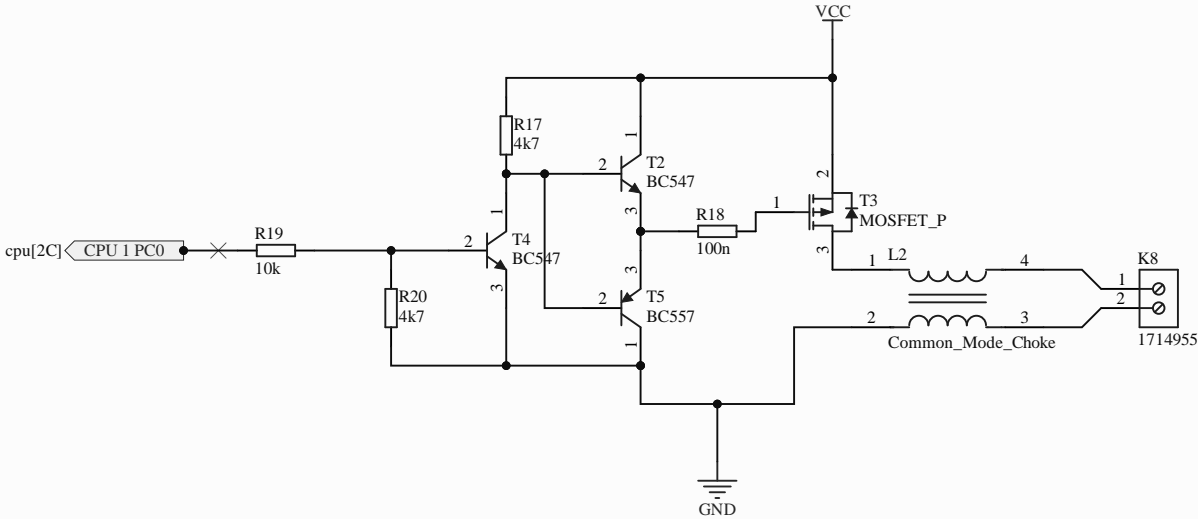 VCC
R17
4k7
1
2
T2
BC547
3
2
1
T3
MOSFET_P
3
R18
100n
cpu[2C]
CPU 1 PC0
R19
10k
1
2
T4
BC547
3
R20
4k7
3
2
T5
BC557
1
1
L2
4
2
3
Common_Mode_Choke
K8
1
2
1714955
GND